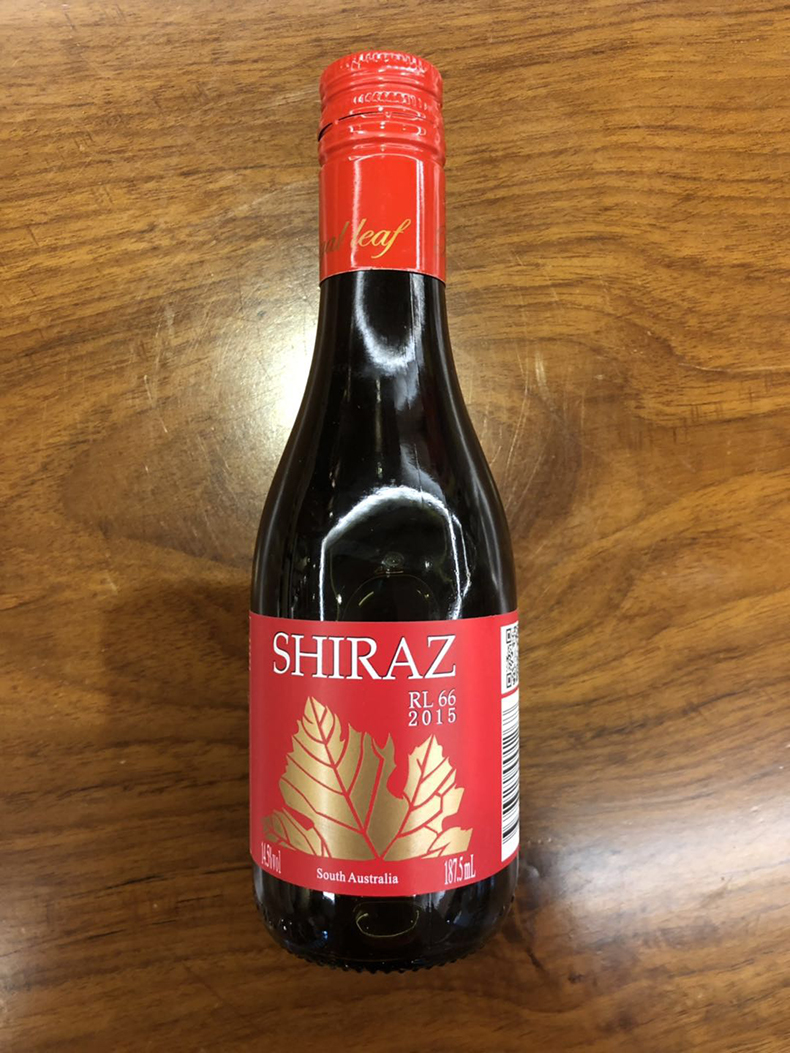 leaf
SHIRAZ
RL 66
2015
14.5%vol
South Australia
187.5mL